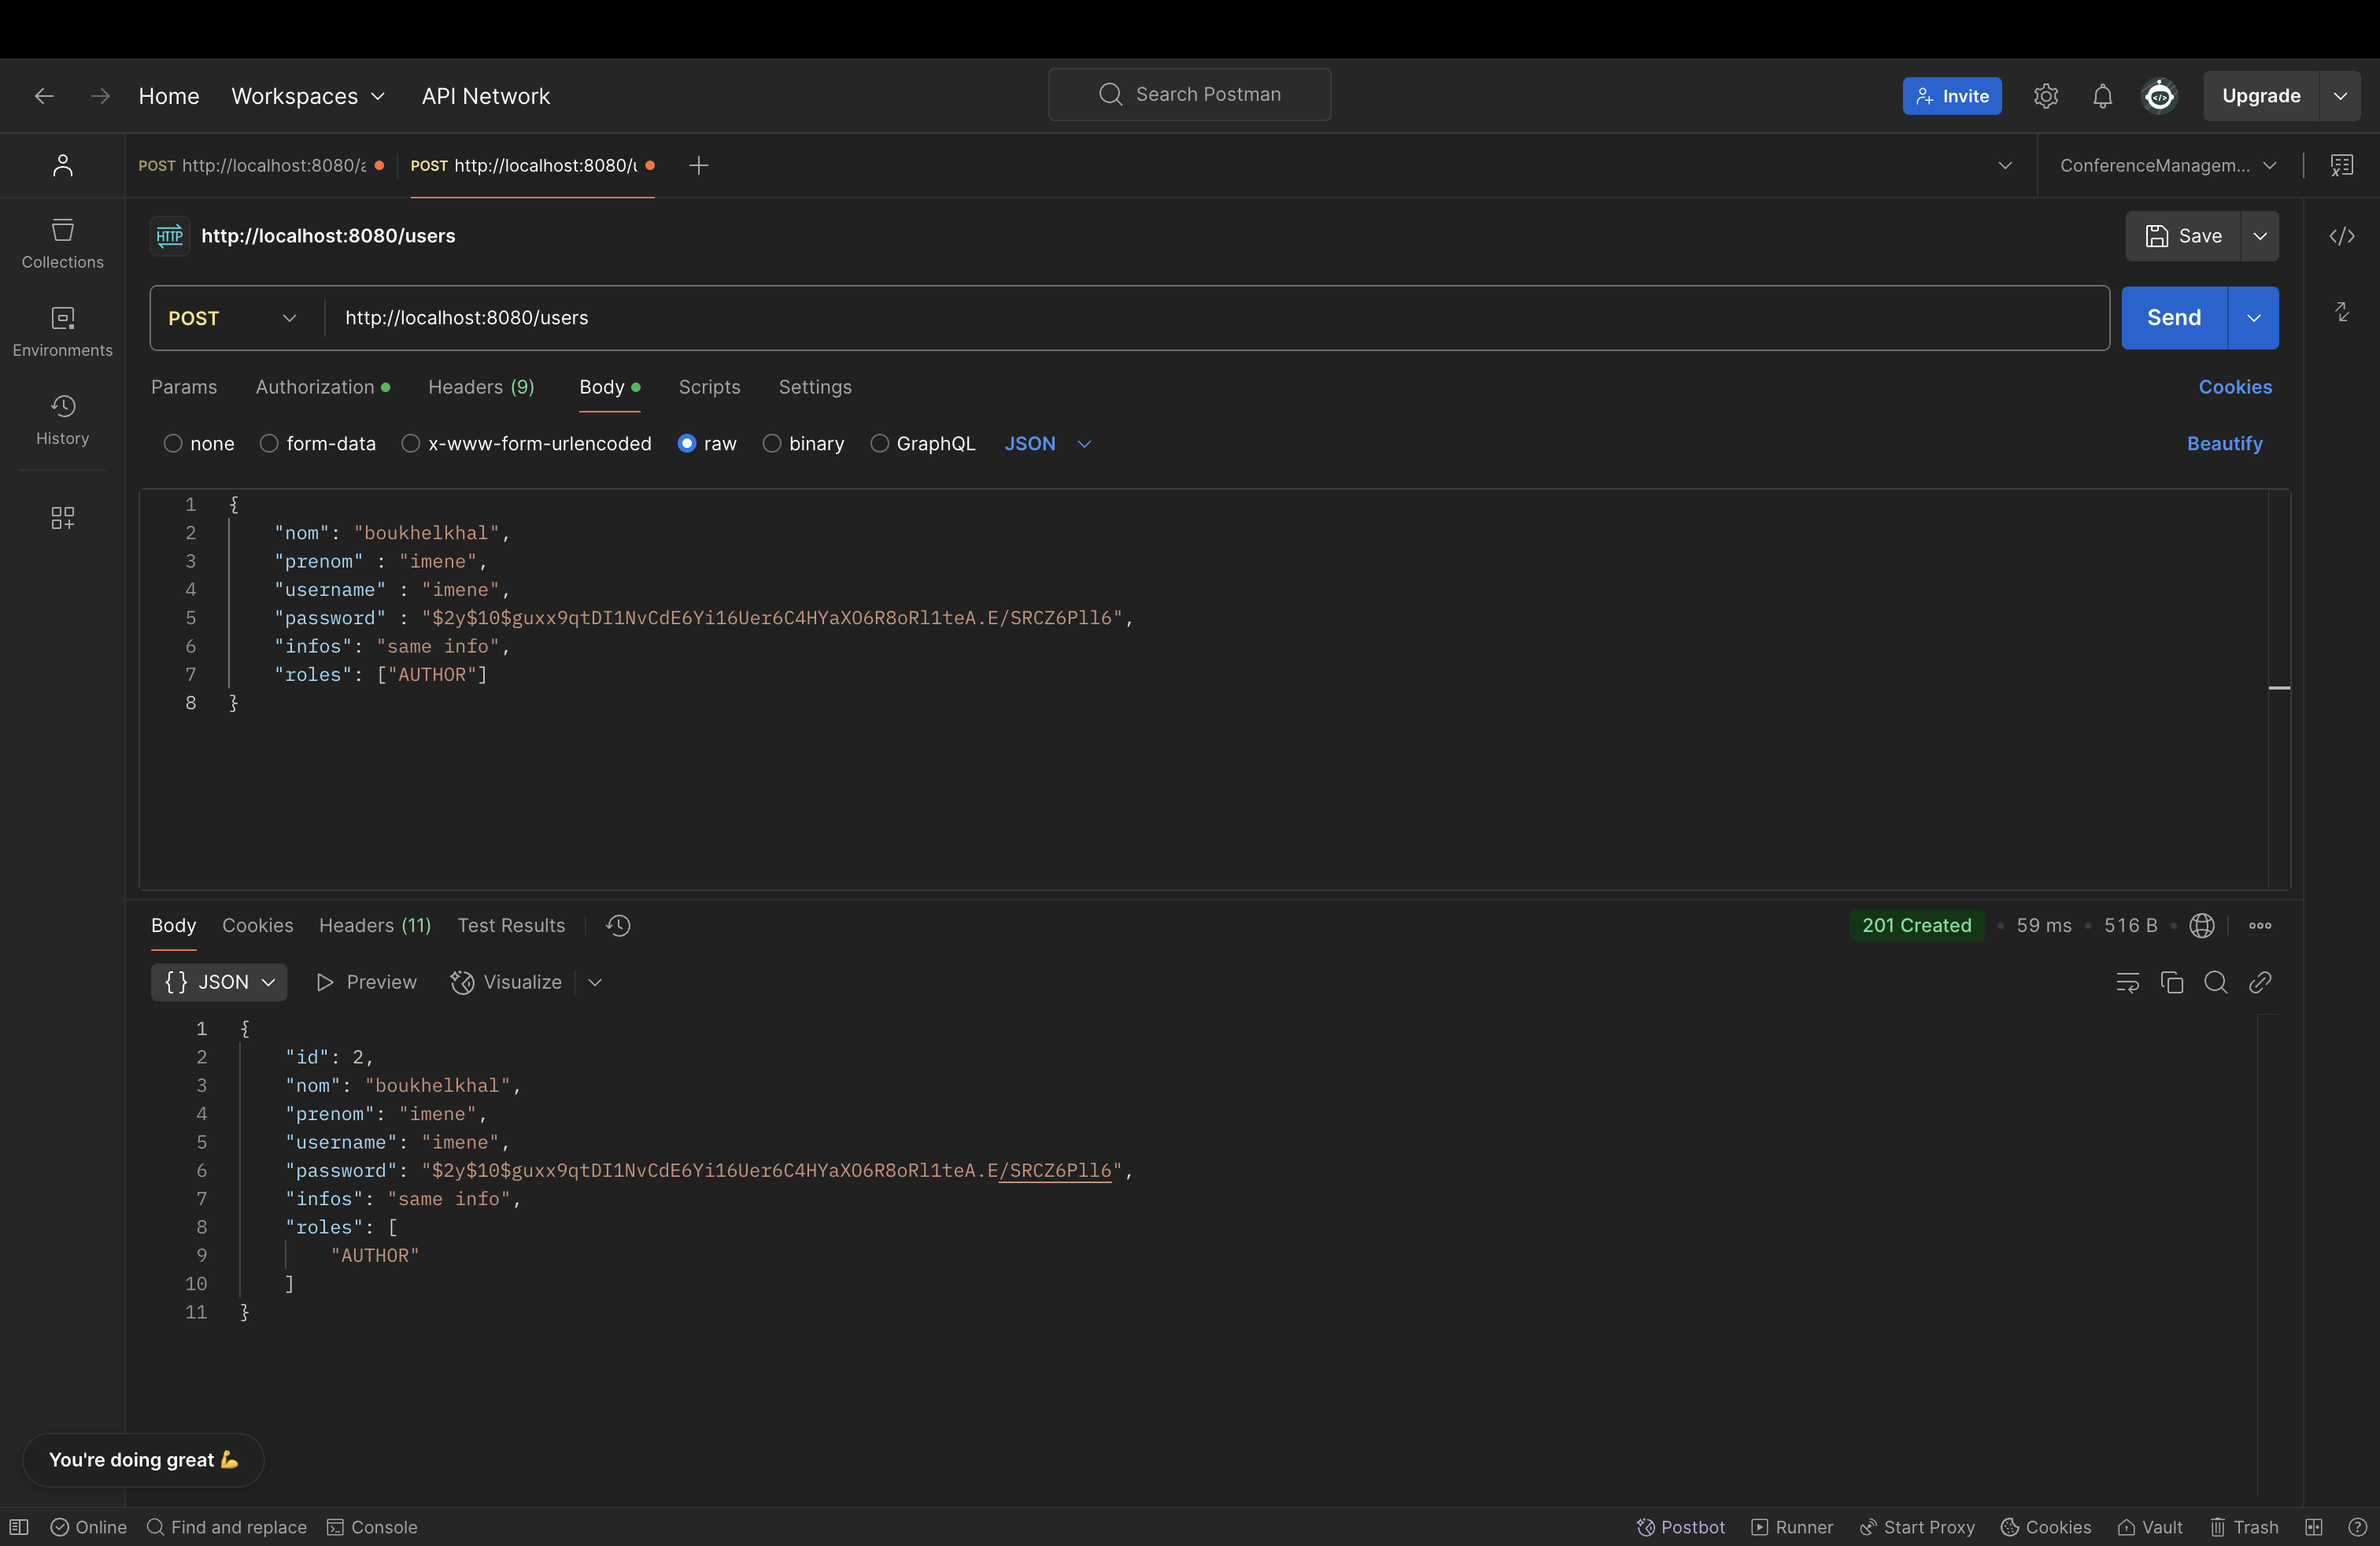 Home Workspaces API Network Search Postman Invite Upgrade
POST http://localhost:8080/a POST http://localhost:8080/u ConferenceManagem...
HTTP http://localhost:8080/users Save
Collections
Environments
History
POST http://localhost:8080/users Send
Params Authorization Headers (9) Body Scripts Settings Cookies
none form-data x-www-form-urlencoded raw binary GraphQL JSON Beautify
1 {
2 "nom": "boukhelkhal",
3 "prenom" : "imene",
4 "username" : "imene",
5 "password" : "$2y$10$guxx9qtDI1NvCdE6Yi16Uer6C4HYaXO6R8oRl1teA.E/SRCZ6Pll6",
6 "infos": "same info",
7 "roles": ["AUTHOR"]
8 }
Body Cookies Headers (11) Test Results 201 Created 59 ms 516 B
{} JSON Preview Visualize
1 {
2 "id": 2,
3 "nom": "boukhelkhal",
4 "prenom": "imene",
5 "username": "imene",
6 "password": "$2y$10$guxx9qtDI1NvCdE6Yi16Uer6C4HYaXO6R8oRl1teA.E/SRCZ6Pll6",
7 "infos": "same info",
8 "roles": [
9 "AUTHOR"
10 ]
11 }
You're doing great 💪
Online Find and replace Console Postbot Runner Start Proxy Cookies Vault Trash